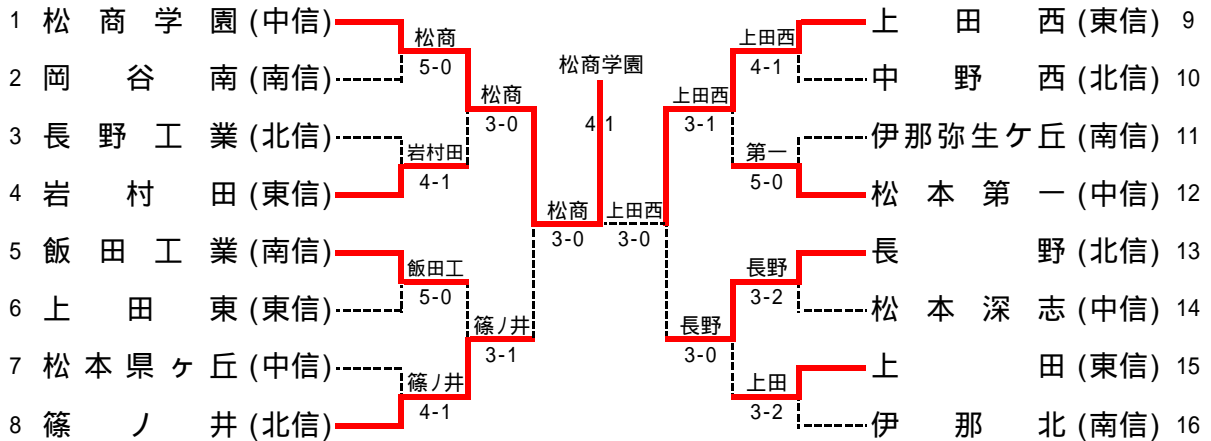 1 松商学園(中信)
2 岡谷南(南信)
3 長野工業(北信)
4 岩村田(東信)
5 飯田工業(南信)
6 上田東(東信)
7 松本県ヶ丘(中信)
8 篠ノ井(北信)
松商
5-0
岩村田
4-1
飯田工
5-0
篠ノ井
4-1
松商
3-0
篠ノ井
3-1
松商
3-0
松商学園
4 1
上田西
3-0
上田西
3-1
長野
3-0
上田西
4-1
第一
5-0
長野
3-2
上田
3-2
上田西(東信) 9
中野西(北信) 10
伊那弥生ケ丘(南信) 11
松本第一(中信) 12
長野(北信) 13
松本深志(中信) 14
上田(東信) 15
伊那北(南信) 16